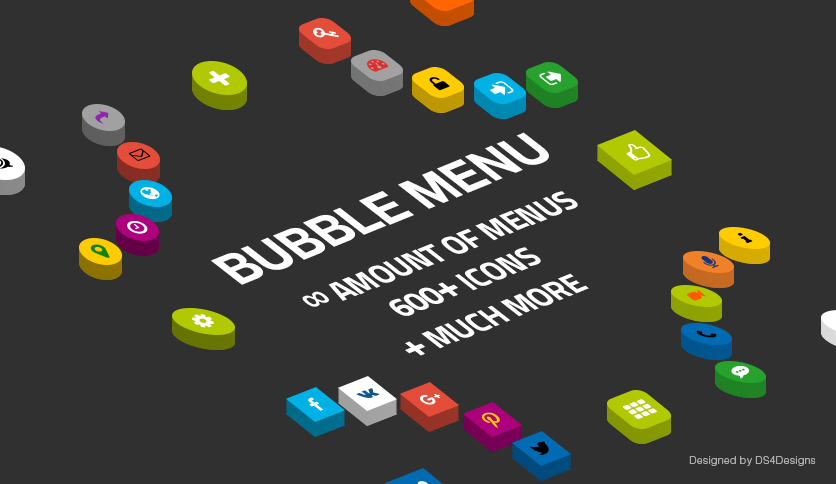 BUBBLE MENU
∞ AMOUNT OF MENUS
600+ ICONS
+ MUCH MORE
Designed by DS4Designs